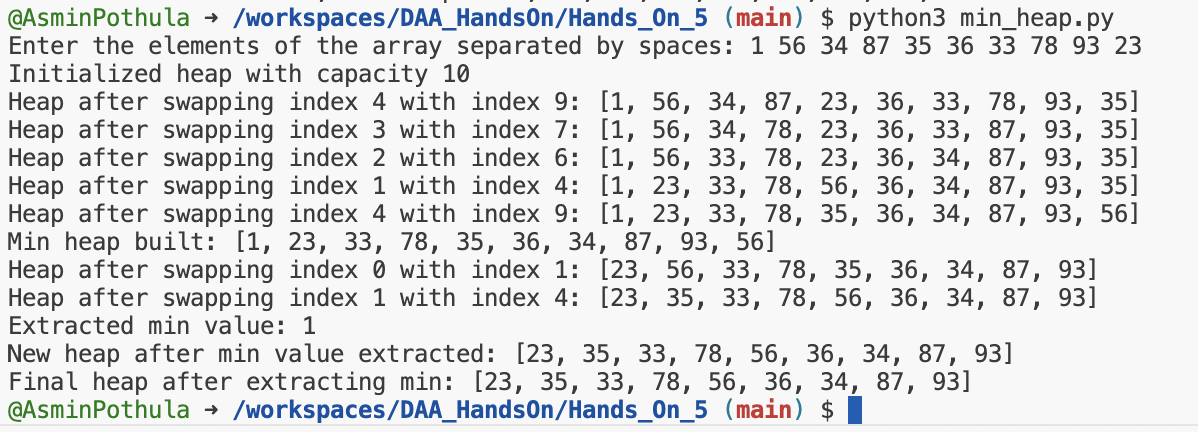 @AsminPothula → /workspaces/DAA_HandsOn/Hands_On_5 (main) $ python3 min_heap.py
Enter the elements of the array separated by spaces: 1 56 34 87 35 36 33 78 93 23
Initialized heap with capacity 10
Heap after swapping index 4 with index 9: [1, 56, 34, 87, 23, 36, 33, 78, 93, 35]
Heap after swapping index 3 with index 7: [1, 56, 34, 78, 23, 36, 33, 87, 93, 35]
Heap after swapping index 2 with index 6: [1, 56, 33, 78, 23, 36, 34, 87, 93, 35]
Heap after swapping index 1 with index 4: [1, 23, 33, 78, 56, 36, 34, 87, 93, 35]
Heap after swapping index 4 with index 9: [1, 23, 33, 78, 35, 36, 34, 87, 93, 56]
Min heap built: [1, 23, 33, 78, 35, 36, 34, 87, 93, 56]
Heap after swapping index 0 with index 1: [23, 56, 33, 78, 35, 36, 34, 87, 93]
Heap after swapping index 1 with index 4: [23, 35, 33, 78, 56, 36, 34, 87, 93]
Extracted min value: 1
New heap after min value extracted: [23, 35, 33, 78, 56, 36, 34, 87, 93]
Final heap after extracting min: [23, 35, 33, 78, 56, 36, 34, 87, 93]
@AsminPothula → /workspaces/DAA_HandsOn/Hands_On_5 (main) $